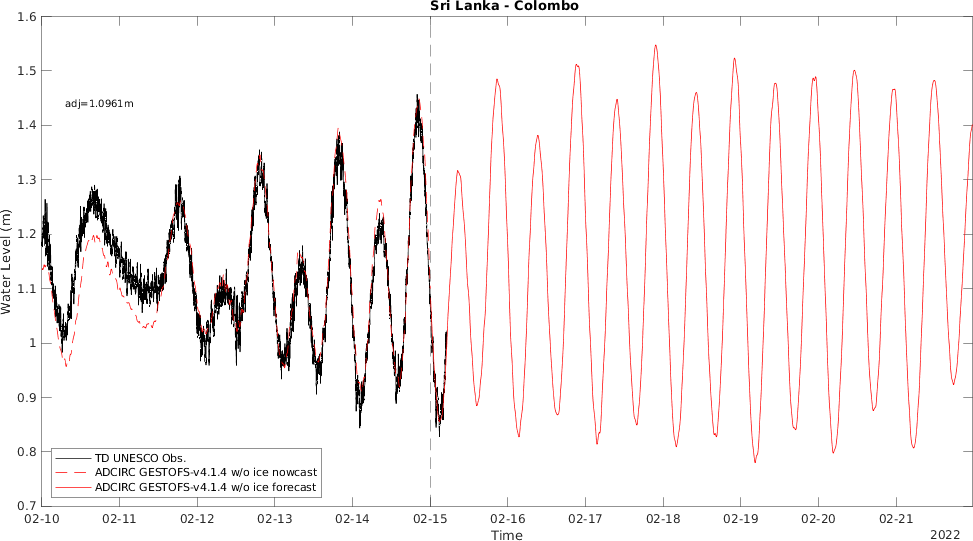 Sri Lanka - Colombo
1.6
1.5
1.4
1.3
1.2
1.1
1
0.9
0.8
0.7
Water Level (m)
adj=1.0961m
TD UNESCO Obs.
ADCIRC GESTOFS-v4.1.4 w/o ice nowcast
ADCIRC GESTOFS-v4.1.4 w/o ice forecast
02-10 02-11 02-12 02-13 02-14 02-15 02-16 02-17 02-18 02-19 02-20 02-21
Time
2022